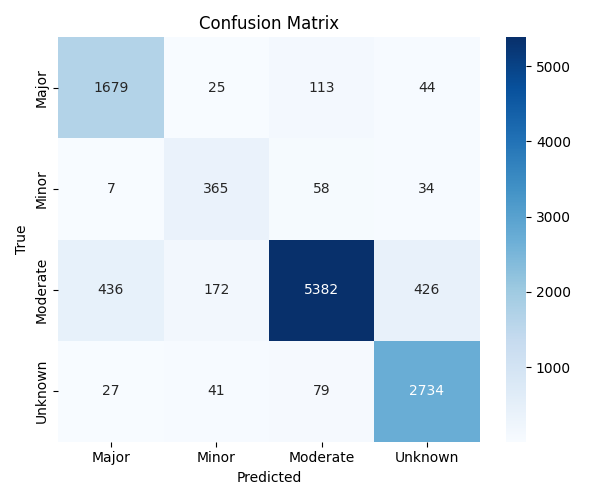 Confusion Matrix
Major 1679 25 113 44
Minor 7 365 58 34
Moderate 436 172 5382 426
Unknown 27 41 79 2734
Major Minor Moderate Unknown
Predicted
True
5000
4000
3000
2000
1000